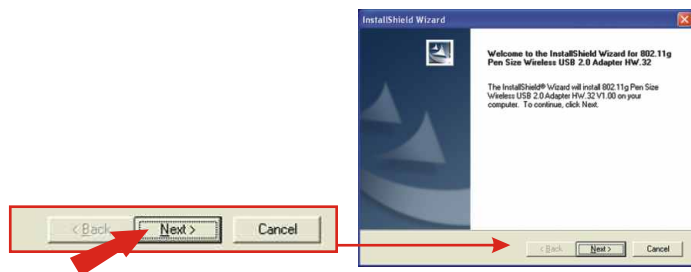 InstallShield Wizard
Welcome to the InstallShield Wizard for 802.11g
Pen Size Wireless USB 2.0 Adapter HW.32
The InstallShield® Wizard will install 802.11g Pen Size
Wireless USB 2.0 Adapter HW.32 V1.00 on your
computer. To continue, click Next.
< Back Next > Cancel
< Back Next > Cancel